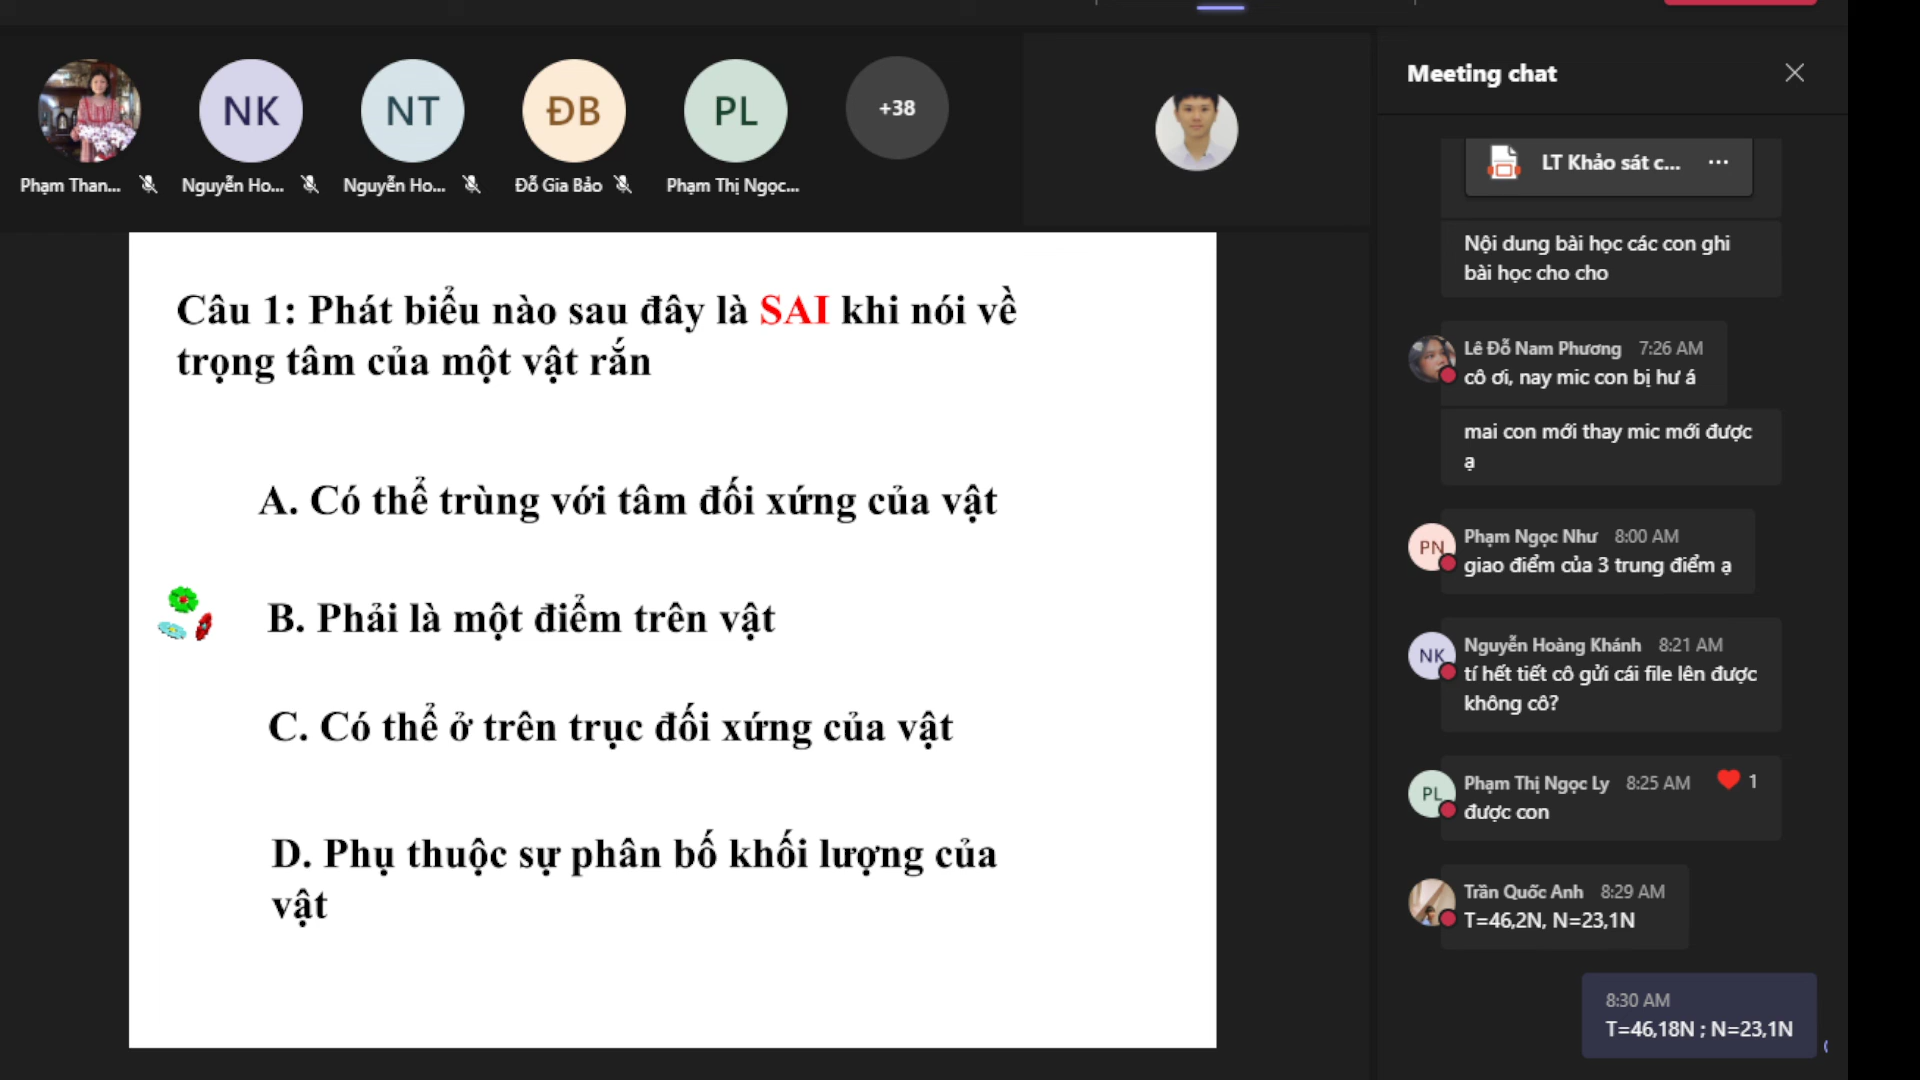 NK
NT
ĐB
PL
+38
Phạm Than...
Nguyễn Ho...
Nguyễn Ho...
Đỗ Gia Bảo
Phạm Thị Ngọc...
Câu 1: Phát biểu nào sau đây là SAI khi nói về
trọng tâm của một vật rắn
A. Có thể trùng với tâm đối xứng của vật
B. Phải là một điểm trên vật
C. Có thể ở trên trục đối xứng của vật
D. Phụ thuộc sự phân bố khối lượng của
vật
Meeting chat
LT Khảo sát c...
Nội dung bài học các con ghi
bài học cho cho
Lê Đỗ Nam Phương 7:26 AM
cô ơi, nay mic con bị hư á
mai con mới thay mic mới được
ạ
PN
Phạm Ngọc Như 8:00 AM
giao điểm của 3 trung điểm ạ
NK
Nguyễn Hoàng Khánh 8:21 AM
tí hết tiết cô gửi cái file lên được
không cô?
PL
Phạm Thị Ngọc Ly 8:25 AM 1
được con
Trần Quốc Anh 8:29 AM
T=46,2N, N=23,1N
8:30 AM
T=46,18N ; N=23,1N